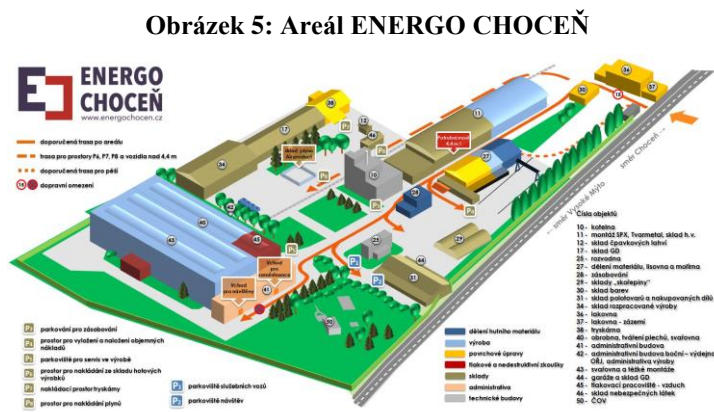 Obrázek 5: Areál ENERGO CHOCEŇ
ENERGO
CHOCEŇ
www.energochocen.cz
doporučená trasa po areálu
trasa pro prostory P6, P7, P8 a vozidla nad 4,4 m
doporučená trasa pro pěší
dopravní omezení
směr Choceň
směr Vysoké Mýto
Vchod pro návštěvy
Vchod pro zaměstnance
Čísla objektů
10 - kotelna
11 - montáž SPX, Tvarmetal, sklad h.v.
12 - sklad čpavkových lahví
17 - sklad GD
25 - rozvodna
27 - dělení materiálu, lisovna a mořírna
28 - zásobování
29 - sklady „skalepiny"
30 - sklad barev
31 - sklad polotovarů a nakupovaných dílů
34 - sklad rozpracované výroby
36 - lakovna
37 - lakovna - zázemí
38 - tryskárna
40 - obrobna, tváření plechů, svařovna
41 - administrativní budova
42 - administrativní budova boční - výdejna
OŘJ, administrativa výroby
43 - svařovna a těžké montáže
44 - garáže a sklad GD
45 - tlakovací pracoviště - vzduch
46 - sklad nebezpečných látek
50 - ČOV
parkování pro zásobování
prostor pro vyložení a naložení objemných
nákladů
parkoviště pro servis ve výrobě
prostor pro nakládání ze skladu hotových
výrobků
nakládací prostor tryskárny
prostor pro nakládání plynů
P1 parkoviště služebních vozů
P2 parkoviště návštěv
dělení hutního materiálu
výroba
povrchové úpravy
tlakové a nedestruktivní zkoušky
sklady
administrativa
technické budovy